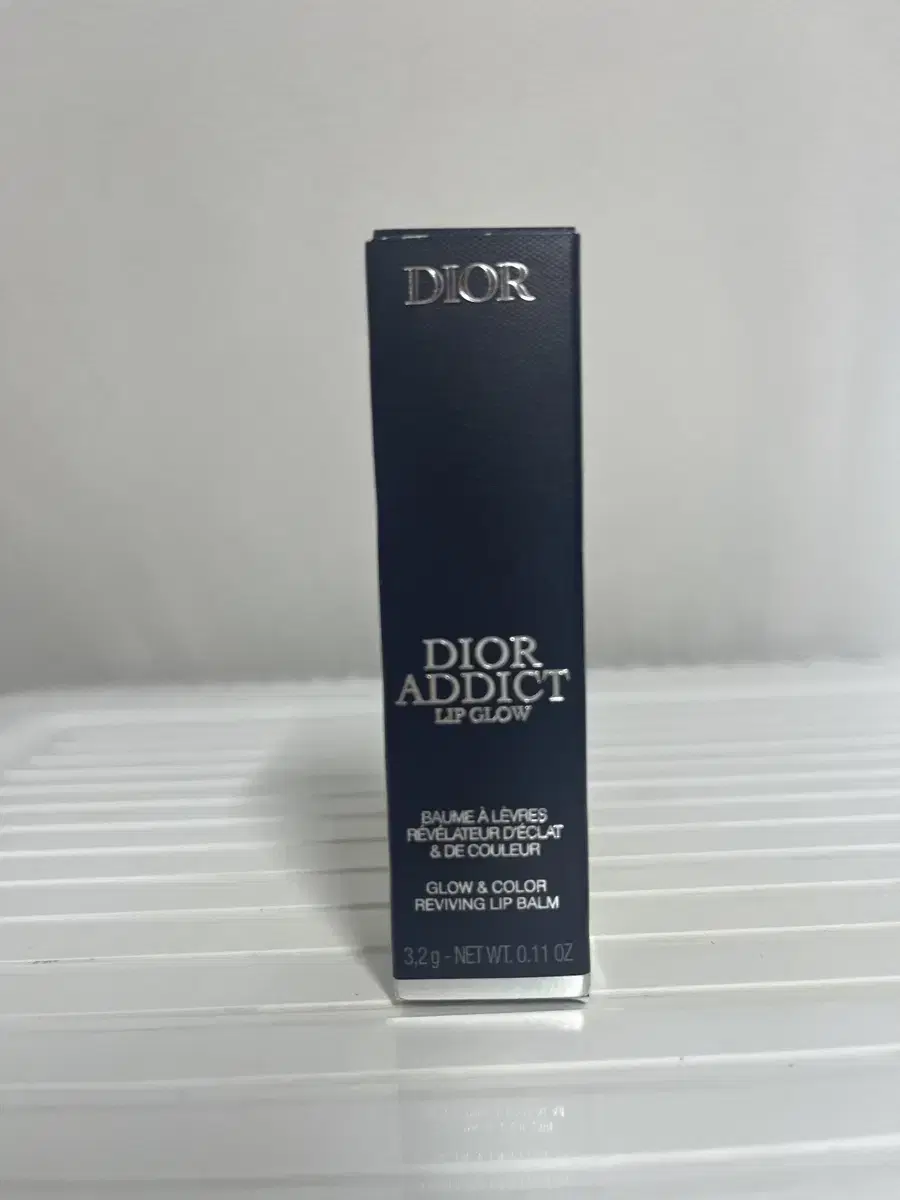 DIOR
DIOR
ADDICT
LIP GLOW
BAUME À LÈVRES
RÉVÉLATEUR D'ÉCLAT
& DE COULEUR
GLOW & COLOR
REVIVING LIP BALM
3,2 g - NET WT. 0.11 OZ